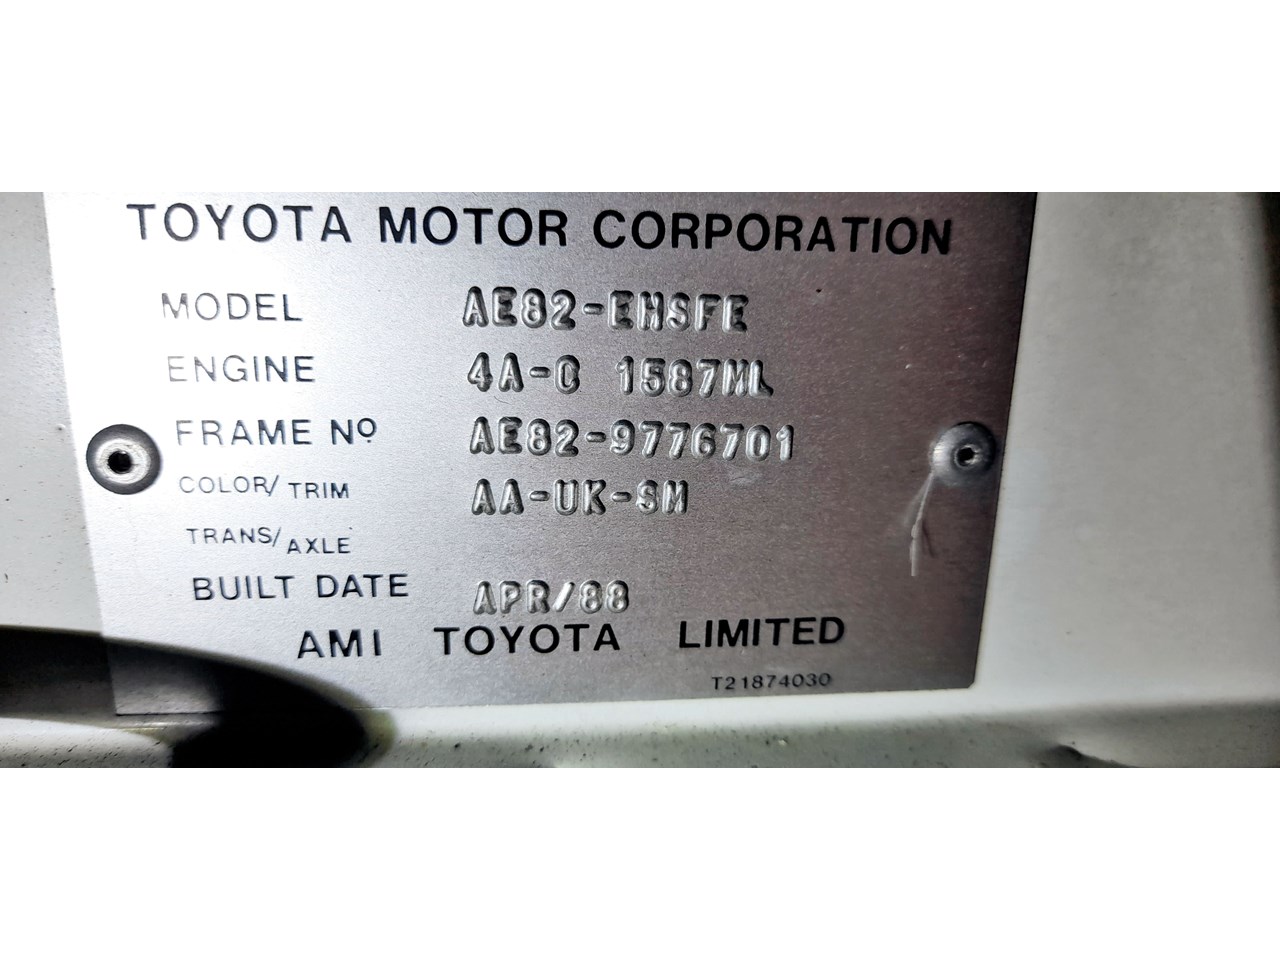 TOYOTA MOTOR CORPORATION
MODEL AE82-EHSFE
ENGINE 4A-C 1587ML
FRAME Nº AE82-9776701
COLOR/TRIM AA-UK-SM
TRANS/AXLE
BUILT DATE APR/88
AMI TOYOTA LIMITED
T21874030